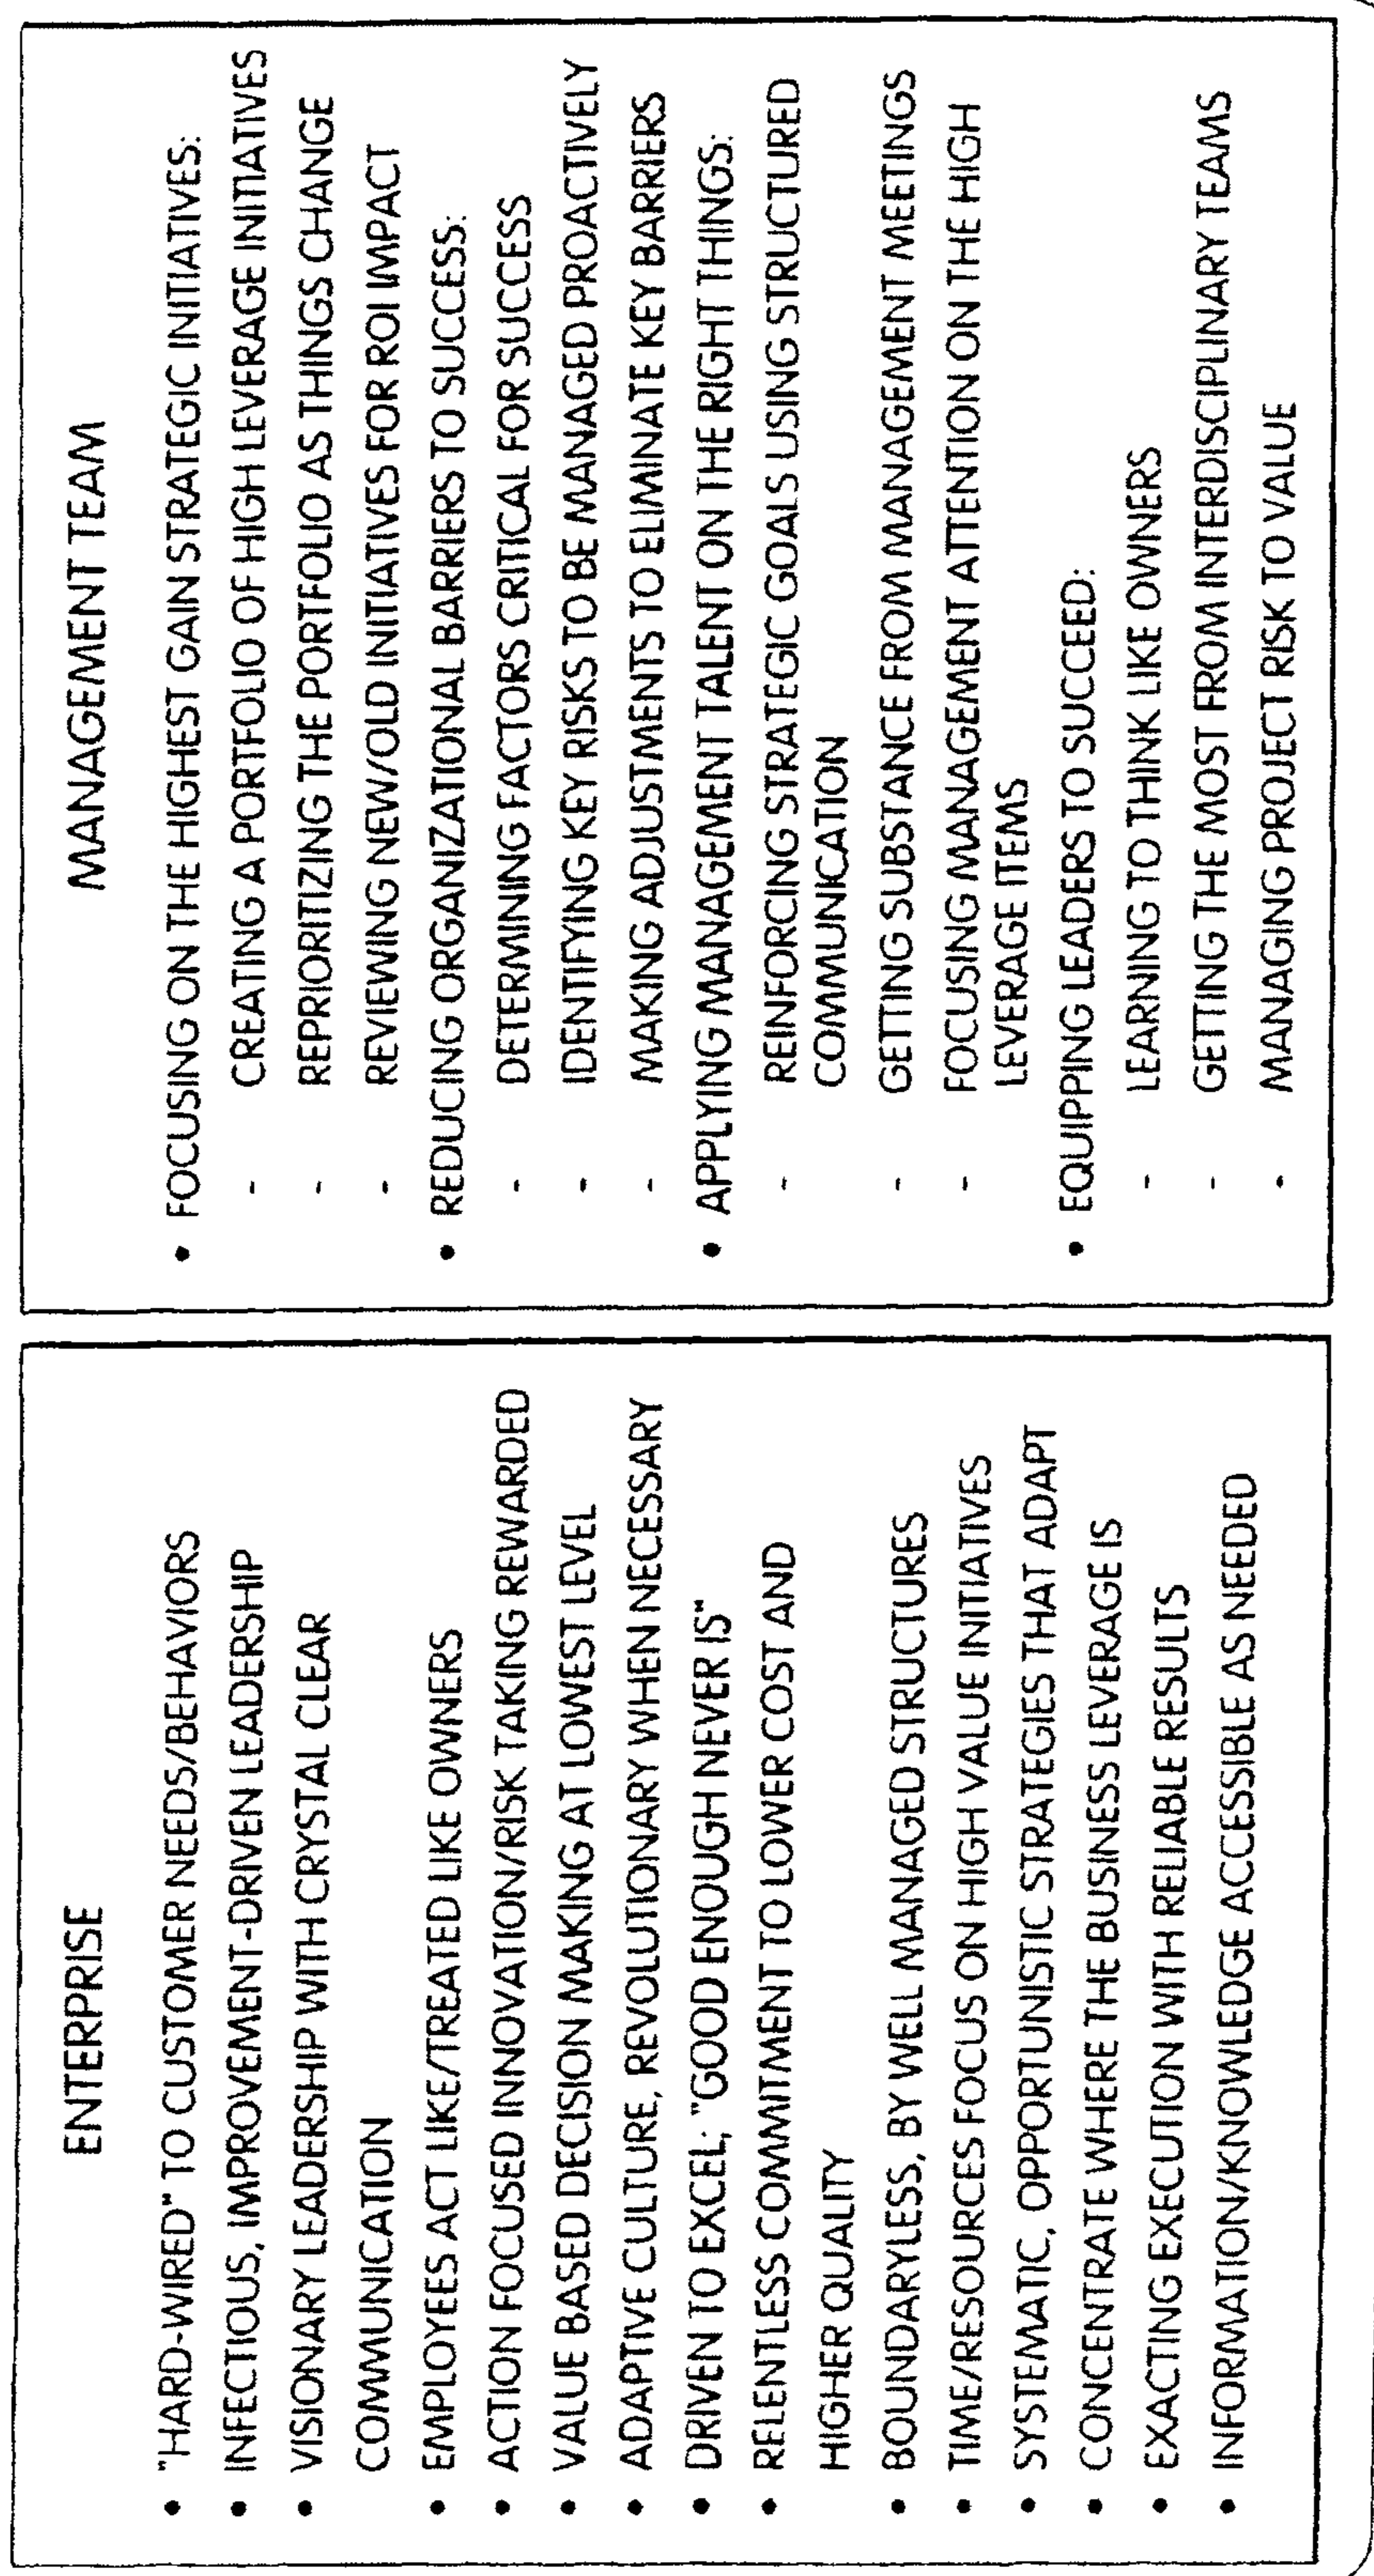 ENTERPRISE
• "HARD-WIRED" TO CUSTOMER NEEDS/BEHAVIORS
• INFECTIOUS, IMPROVEMENT-DRIVEN LEADERSHIP
• VISIONARY LEADERSHIP WITH CRYSTAL CLEAR
COMMUNICATION
• EMPLOYEES ACT LIKE/TREATED LIKE OWNERS
• ACTION FOCUSED INNOVATION/RISK TAKING REWARDED
• VALUE BASED DECISION MAKING AT LOWEST LEVEL
• ADAPTIVE CULTURE, REVOLUTIONARY WHEN NECESSARY
• DRIVEN TO EXCEL; "GOOD ENOUGH NEVER IS"
• RELENTLESS COMMITMENT TO LOWER COST AND
HIGHER QUALITY
• BOUNDARYLESS, BY WELL MANAGED STRUCTURES
• TIME/RESOURCES FOCUS ON HIGH VALUE INITIATIVES
• SYSTEMATIC, OPPORTUNISTIC STRATEGIES THAT ADAPT
• CONCENTRATE WHERE THE BUSINESS LEVERAGE IS
• EXACTING EXECUTION WITH RELIABLE RESULTS
• INFORMATION/KNOWLEDGE ACCESSIBLE AS NEEDED
MANAGEMENT TEAM
• FOCUSING ON THE HIGHEST GAIN STRATEGIC INITIATIVES:
- CREATING A PORTFOLIO OF HIGH LEVERAGE INITIATIVES
- REPRIORITIZING THE PORTFOLIO AS THINGS CHANGE
- REVIEWING NEW/OLD INITIATIVES FOR ROI IMPACT
• REDUCING ORGANIZATIONAL BARRIERS TO SUCCESS:
- DETERMINING FACTORS CRITICAL FOR SUCCESS
- IDENTIFYING KEY RISKS TO BE MANAGED PROACTIVELY
- MAKING ADJUSTMENTS TO ELIMINATE KEY BARRIERS
• APPLYING MANAGEMENT TALENT ON THE RIGHT THINGS:
- REINFORCING STRATEGIC GOALS USING STRUCTURED
COMMUNICATION
- GETTING SUBSTANCE FROM MANAGEMENT MEETINGS
- FOCUSING MANAGEMENT ATTENTION ON THE HIGH
LEVERAGE ITEMS
• EQUIPPING LEADERS TO SUCCEED:
- LEARNING TO THINK LIKE OWNERS
- GETTING THE MOST FROM INTERDISCIPLINARY TEAMS
- MANAGING PROJECT RISK TO VALUE